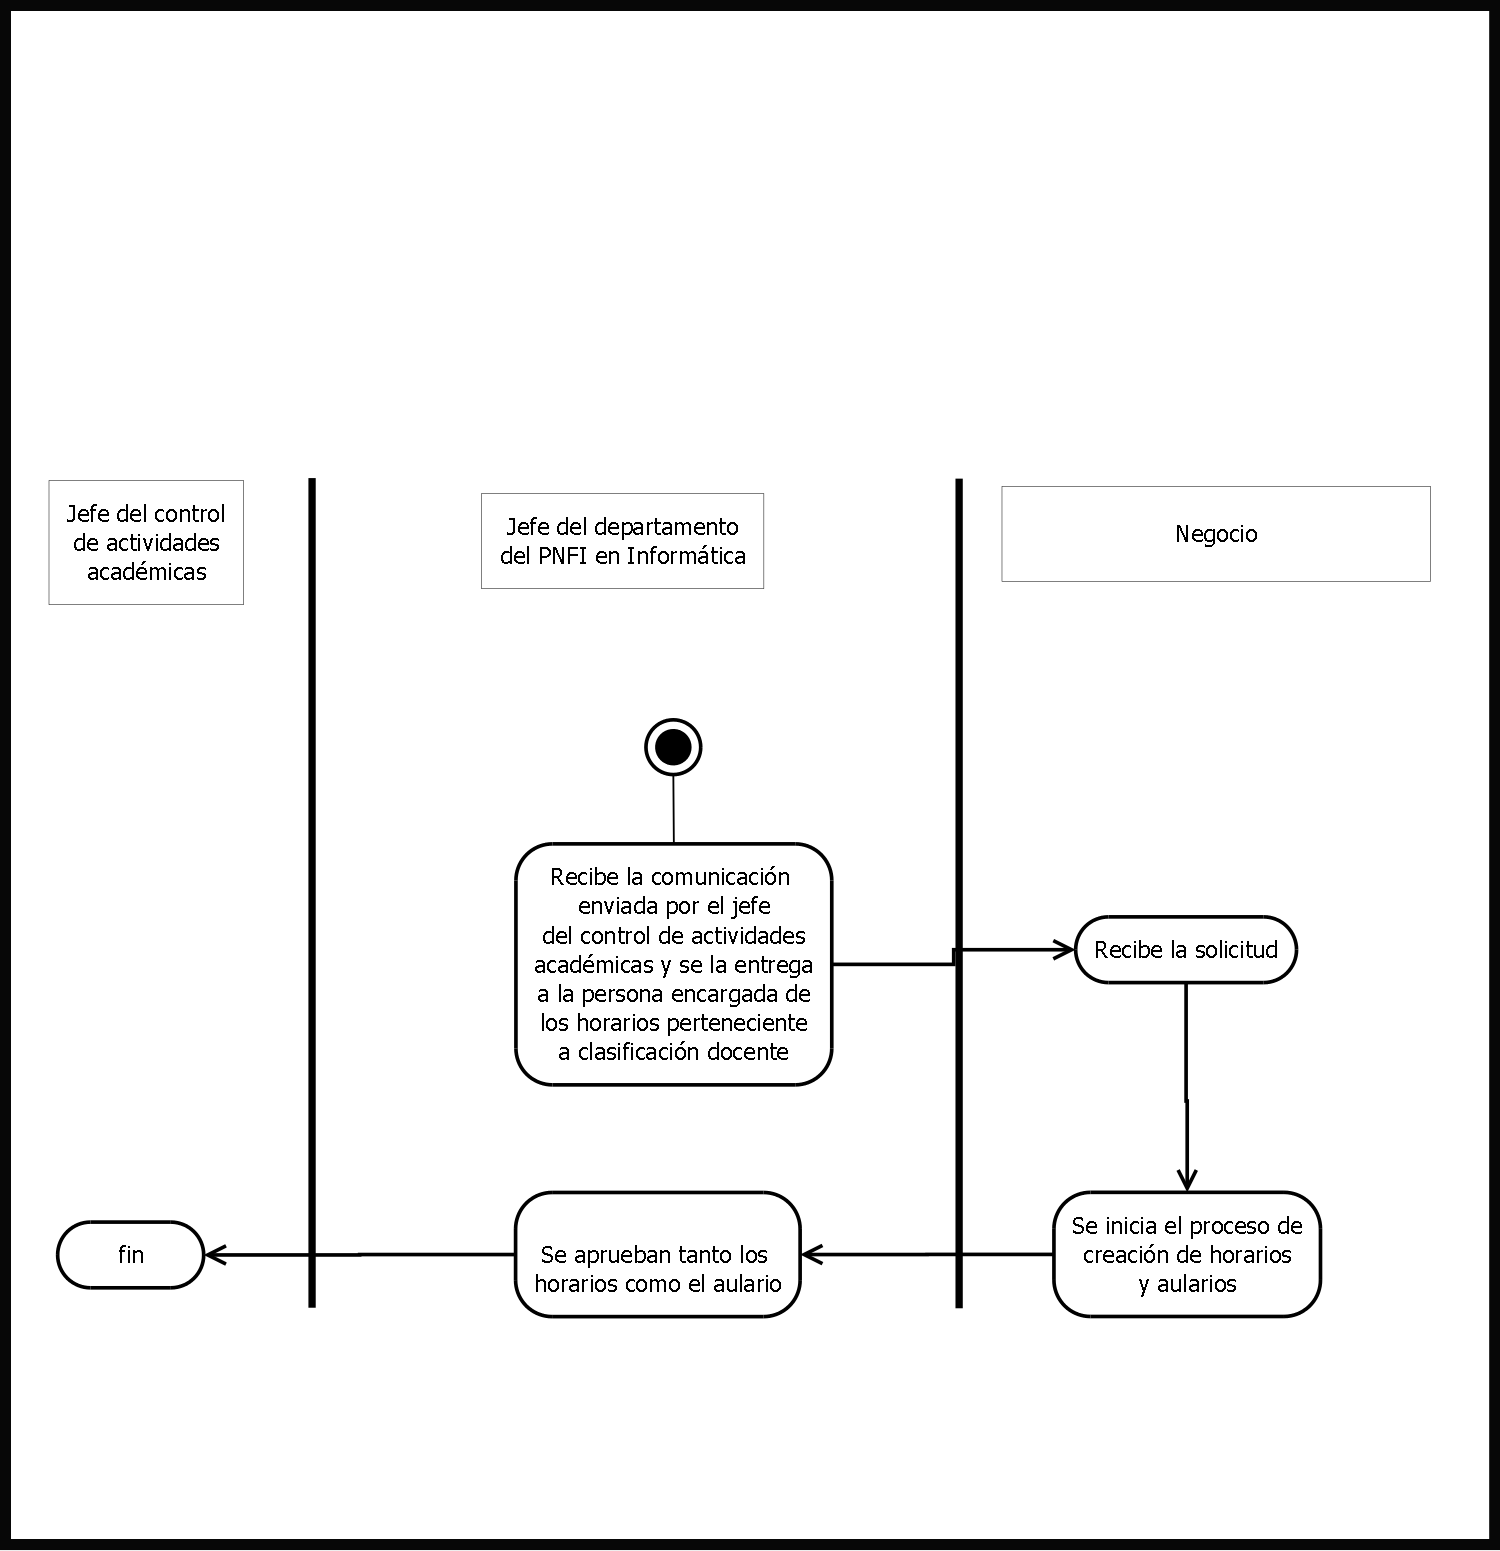 Jefe del control
de actividades
académicas
Jefe del departamento
del PNFI en Informática
Negocio
Recibe la comunicación
enviada por el jefe
del control de actividades
académicas y se la entrega
a la persona encargada de
los horarios perteneciente
a clasificación docente
Recibe la solicitud
fin
Se aprueban tanto los
horarios como el aulario
Se inicia el proceso de
creación de horarios
y aularios